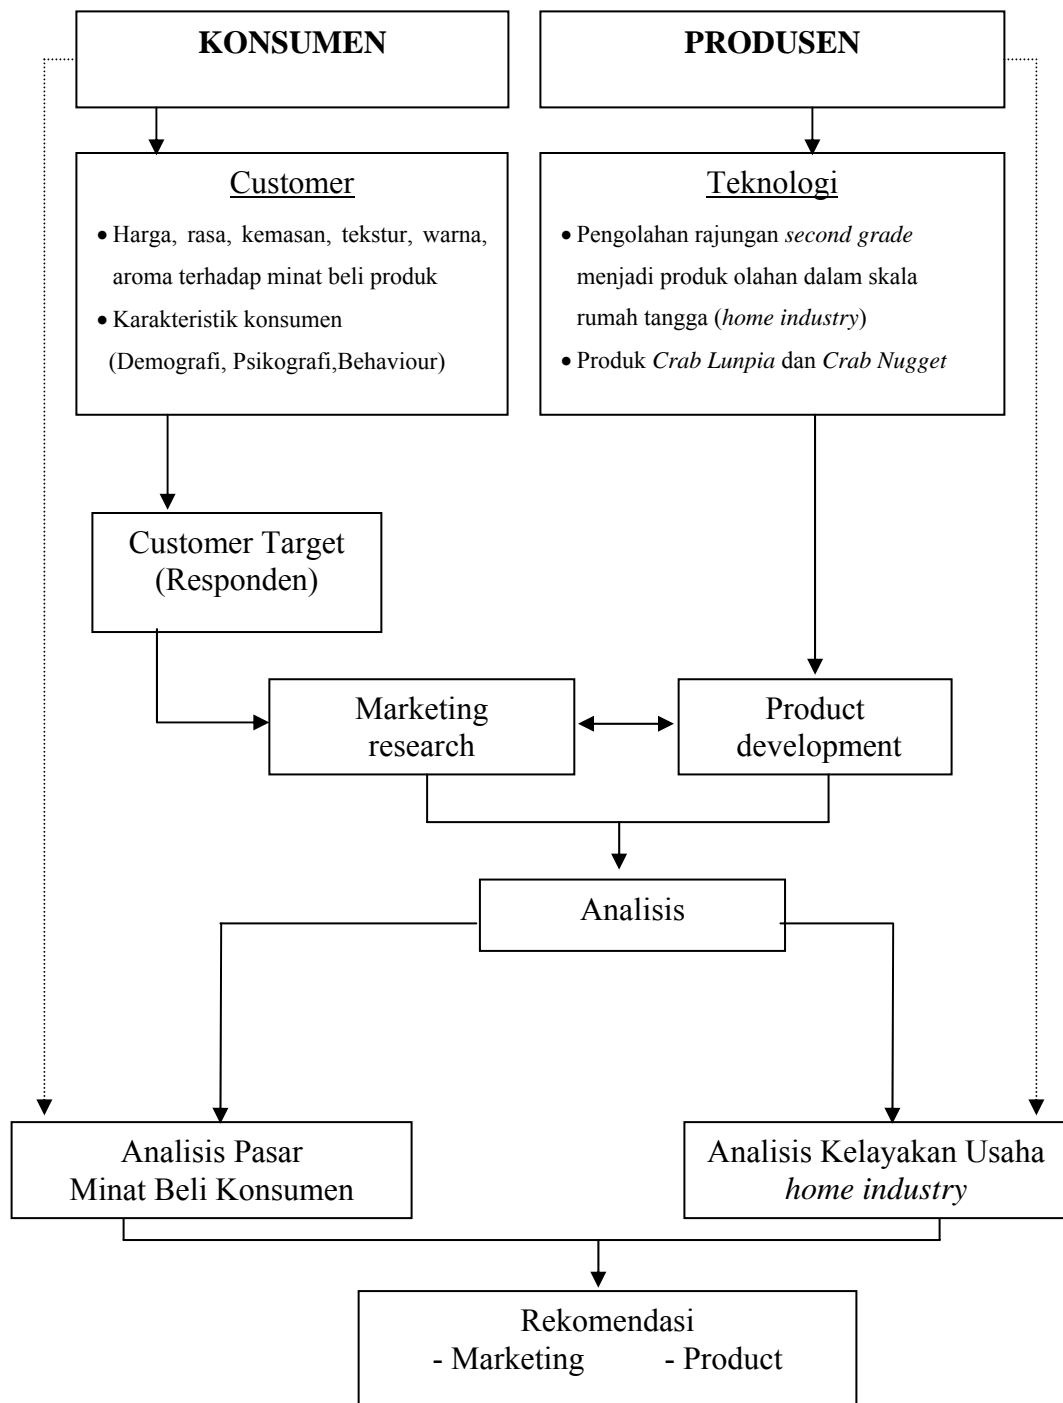 KONSUMEN
PRODUSEN
Customer
• Harga, rasa, kemasan, tekstur, warna,
aroma terhadap minat beli produk
• Karakteristik konsumen
(Demografi, Psikografi,Behaviour)
Teknologi
• Pengolahan rajungan second grade
menjadi produk olahan dalam skala
rumah tangga (home industry)
• Produk Crab Lunpia dan Crab Nugget
Customer Target
(Responden)
Marketing
research
Product
development
Analisis
Analisis Pasar
Minat Beli Konsumen
Analisis Kelayakan Usaha
home industry
Rekomendasi
- Marketing - Product